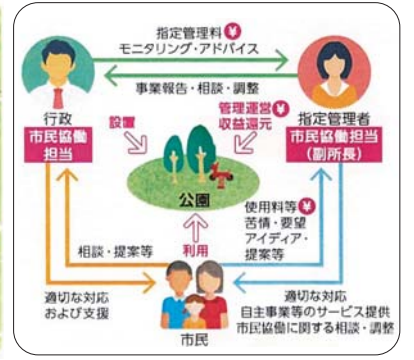 指定管理料 ¥
モニタリング・アドバイス
事業報告・相談・調整
行政
市民協働
担当
指定管理者
市民協働担当
(副所長)
設置
管理運営 ¥
収益還元
公園
利用
相談・提案等
使用料等 ¥
苦情・要望
アイディア・
提案等
適切な対応
および支援
市民
適切な対応
自主事業等のサービス提供
市民協働に関する相談・調整